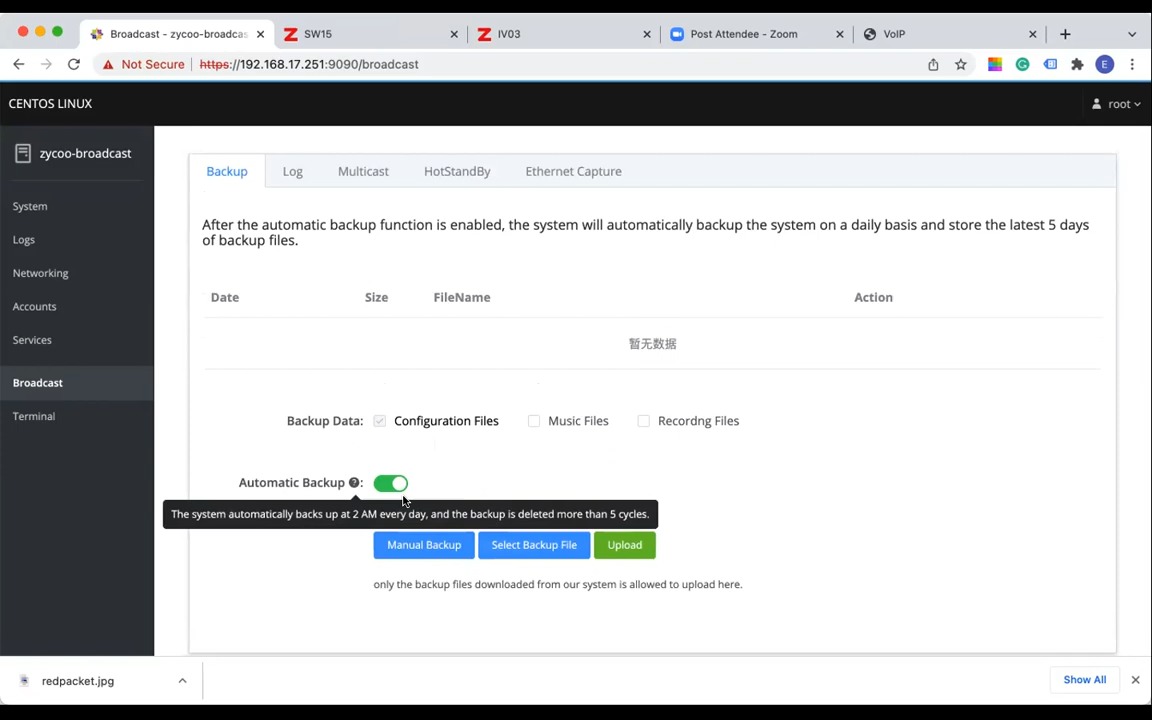 Broadcast - zycoo-broadcas
SW15
IV03
Post Attendee - Zoom
VoIP
Not Secure
https://192.168.17.251:9090/broadcast
E
CENTOS LINUX
root
zycoo-broadcast
System
Logs
Networking
Accounts
Services
Broadcast
Terminal
Backup
Log
Multicast
HotStandBy
Ethernet Capture
After the automatic backup function is enabled, the system will automatically backup the system on a daily basis and store the latest 5 days
of backup files.
Date Size FileName Action
暂无数据
Backup Data: Configuration Files Music Files Recordng Files
Automatic Backup ?:
The system automatically backs up at 2 AM every day, and the backup is deleted more than 5 cycles.
Manual Backup Select Backup File Upload
only the backup files downloaded from our system is allowed to upload here.
redpacket.jpg
Show All